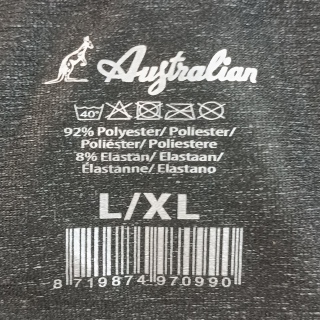 Australian
40°
92% Polyester/ Poliester/
Poliéster/ Poliestere
8% Elastan/ Elastaan/
Élastanne/ Elastano
L/XL
8 719874 970990